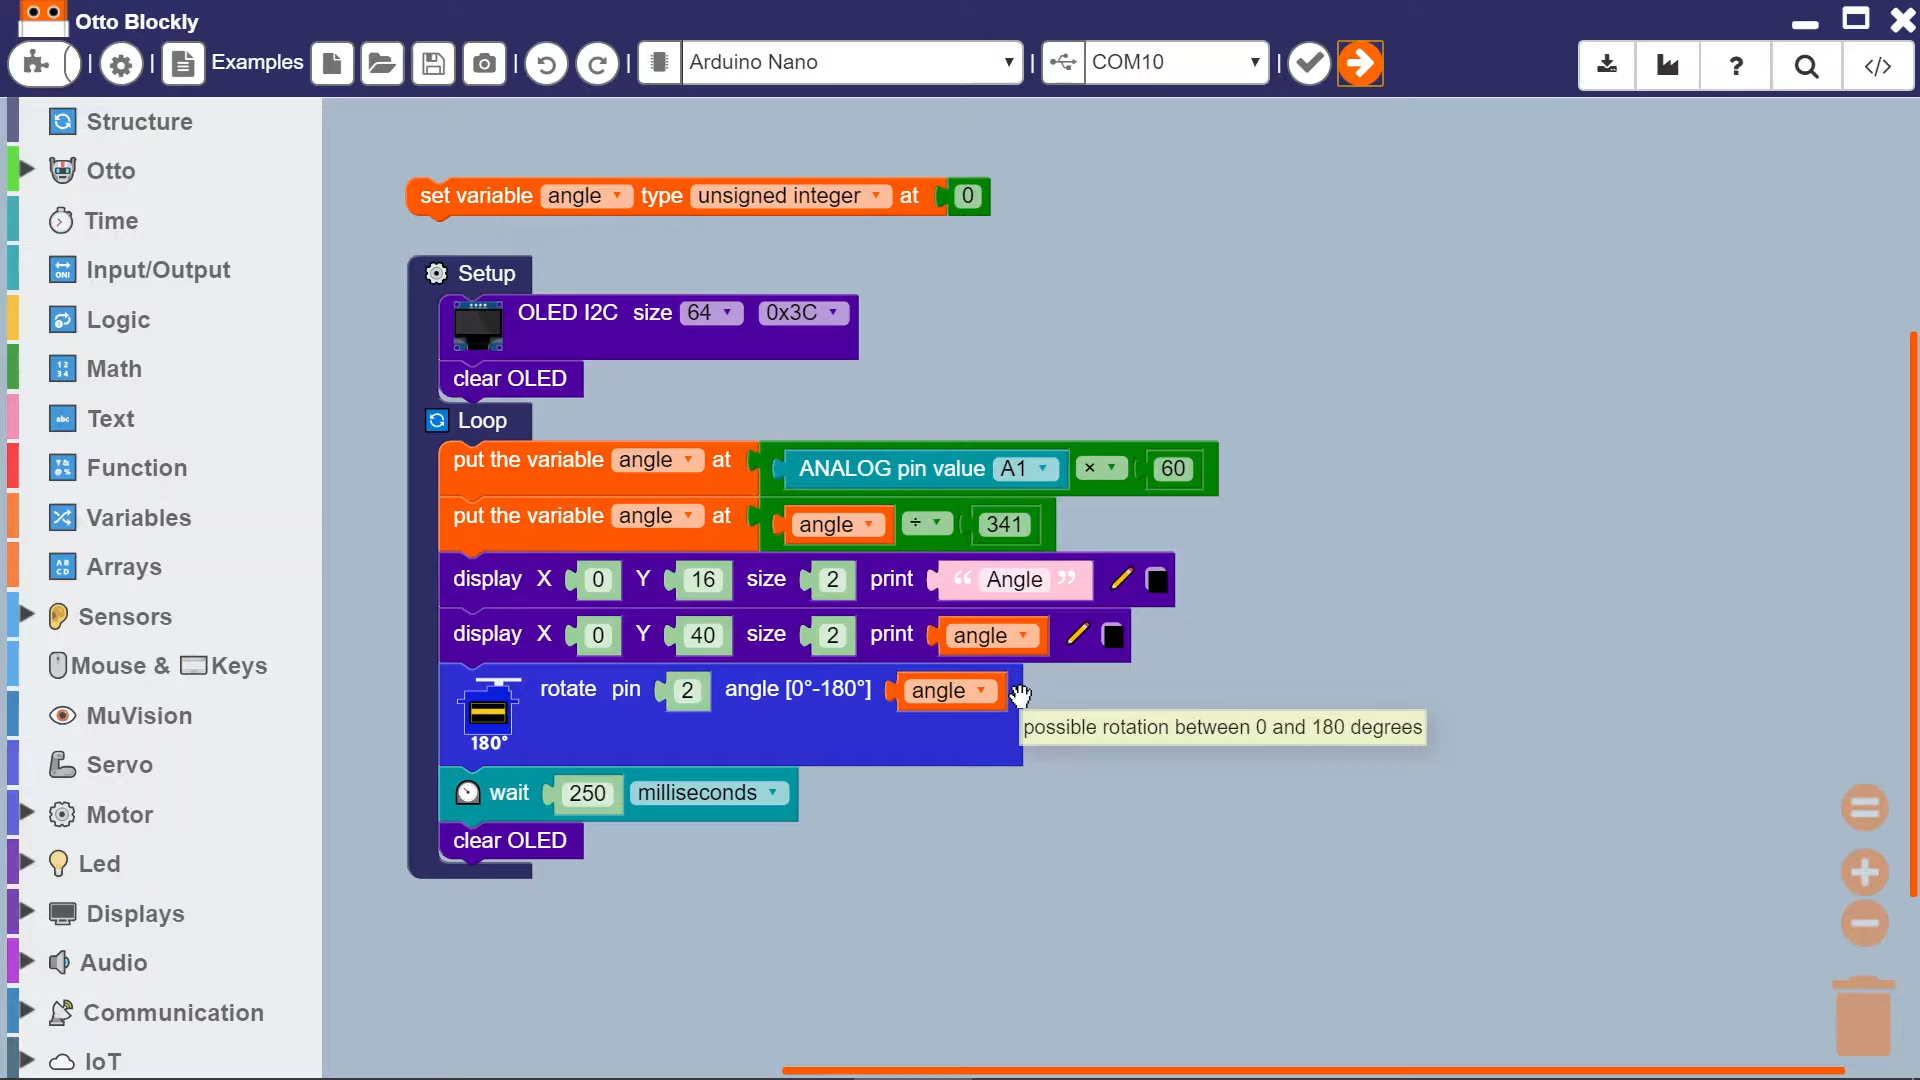 Otto Blockly
Examples
Arduino Nano
COM10
?
</>
Structure
Otto
Time
Input/Output
Logic
Math
Text
Function
Variables
Arrays
Sensors
Mouse & Keys
MuVision
Servo
Motor
Led
Displays
Audio
Communication
IoT
set variable angle type unsigned integer at 0
Setup
OLED I2C size 64 0x3C
clear OLED
Loop
put the variable angle at ANALOG pin value A1 × 60
put the variable angle at angle ÷ 341
display X 0 Y 16 size 2 print “ Angle ”
display X 0 Y 40 size 2 print angle
rotate pin 2 angle [0°-180°] angle
180°
possible rotation between 0 and 180 degrees
wait 250 milliseconds
clear OLED